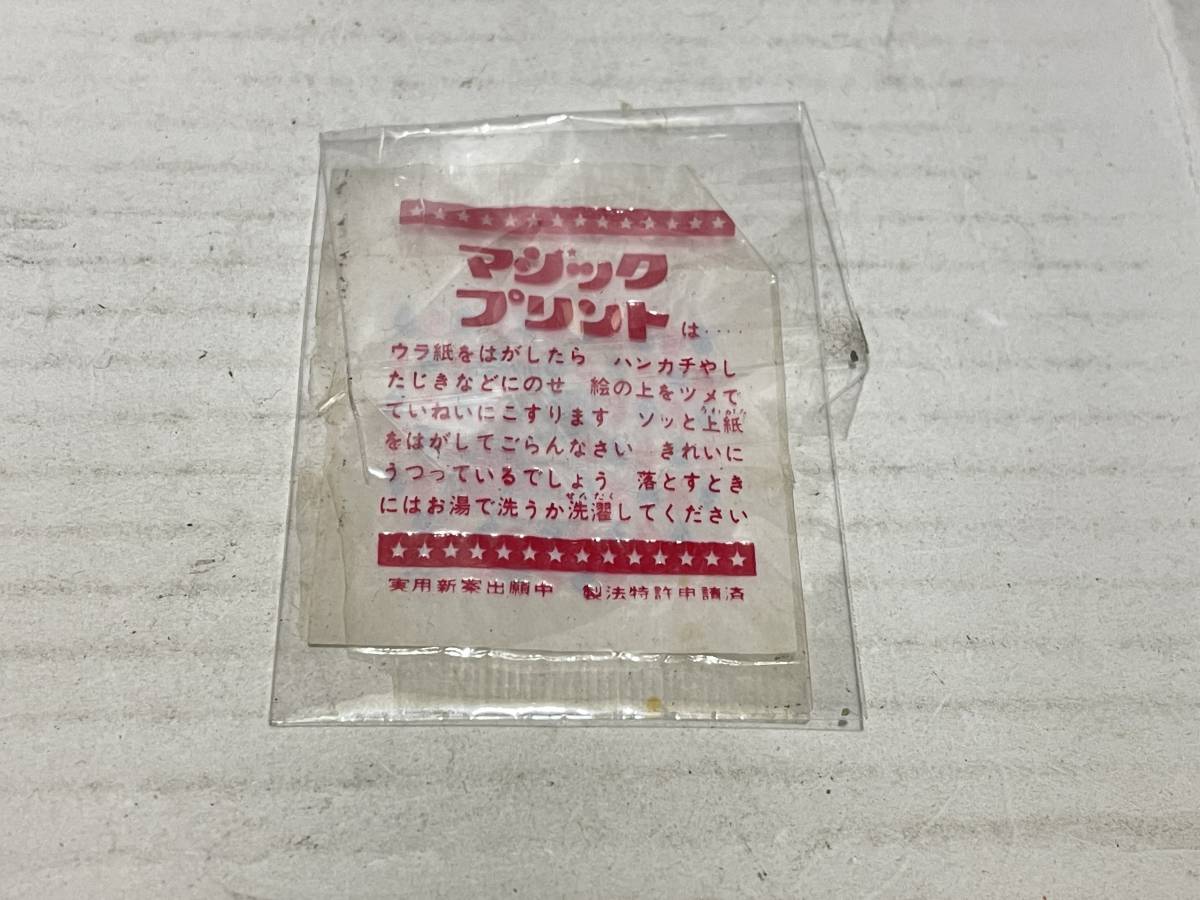 マジック
プリントは‥‥
ウラ紙をはがしたら　ハンカチやし
たじきなどにのせ　絵の上をツメで
ていねいにこすります　ソッと上紙
をはがしてごらんなさい　きれいに
うつっているでしょう　落とすとき
ぜんたく
にはお湯で洗うか洗濯してください
実用新案出願中　製法特許申請済